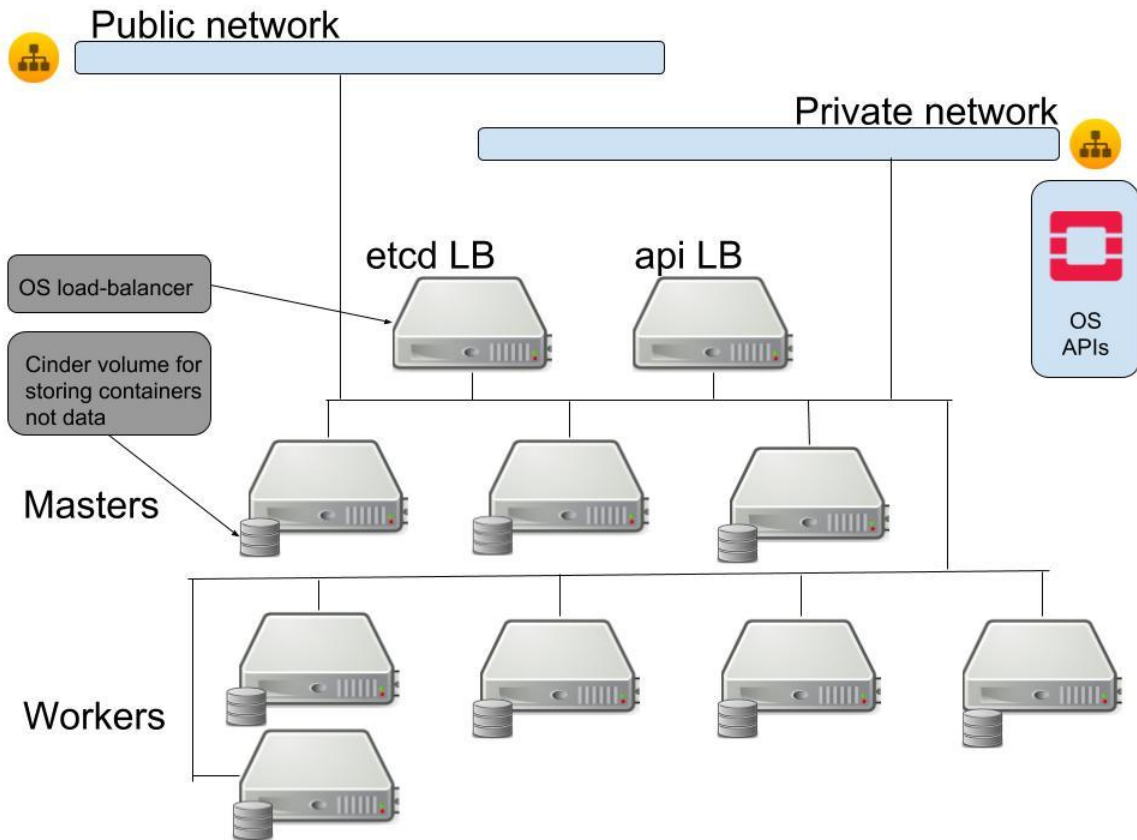 Public network
Private network
etcd LB
api LB
OS load-balancer
OS
APIs
Cinder volume for
storing containers
not data
Masters
Workers